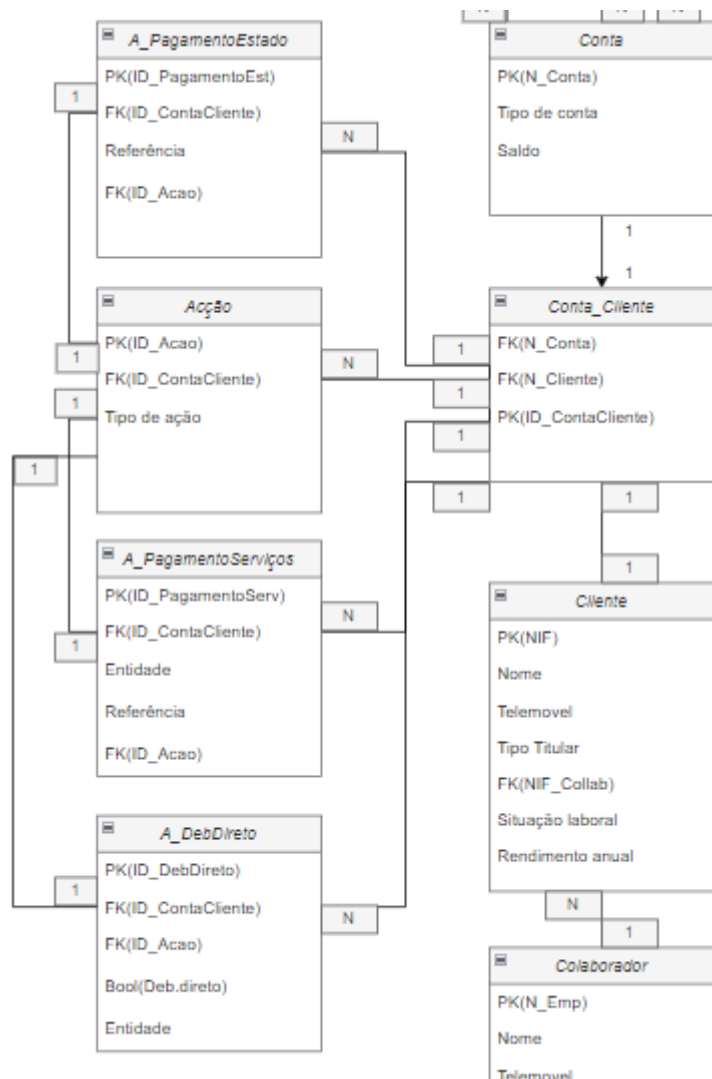 A_PagamentoEstado
PK(ID_PagamentoEst)
FK(ID_ContaCliente)
Referência
FK(ID_Acao)
1
N
Conta
PK(N_Conta)
Tipo de conta
Saldo
1
1
Acção
PK(ID_Acao)
FK(ID_ContaCliente)
Tipo de ação
1
1
1
N
Conta_Cliente
FK(N_Conta)
FK(N_Cliente)
PK(ID_ContaCliente)
1
1
1
1
1
1
A_PagamentoServiços
PK(ID_PagamentoServ)
FK(ID_ContaCliente)
Entidade
Referência
FK(ID_Acao)
1
N
Cliente
PK(NIF)
Nome
Telemovel
Tipo Titular
FK(NIF_Collab)
Situação laboral
Rendimento anual
N
1
A_DebDireto
PK(ID_DebDireto)
FK(ID_ContaCliente)
FK(ID_Acao)
Bool(Deb.direto)
Entidade
1
N
Colaborador
PK(N_Emp)
Nome
Telemovel